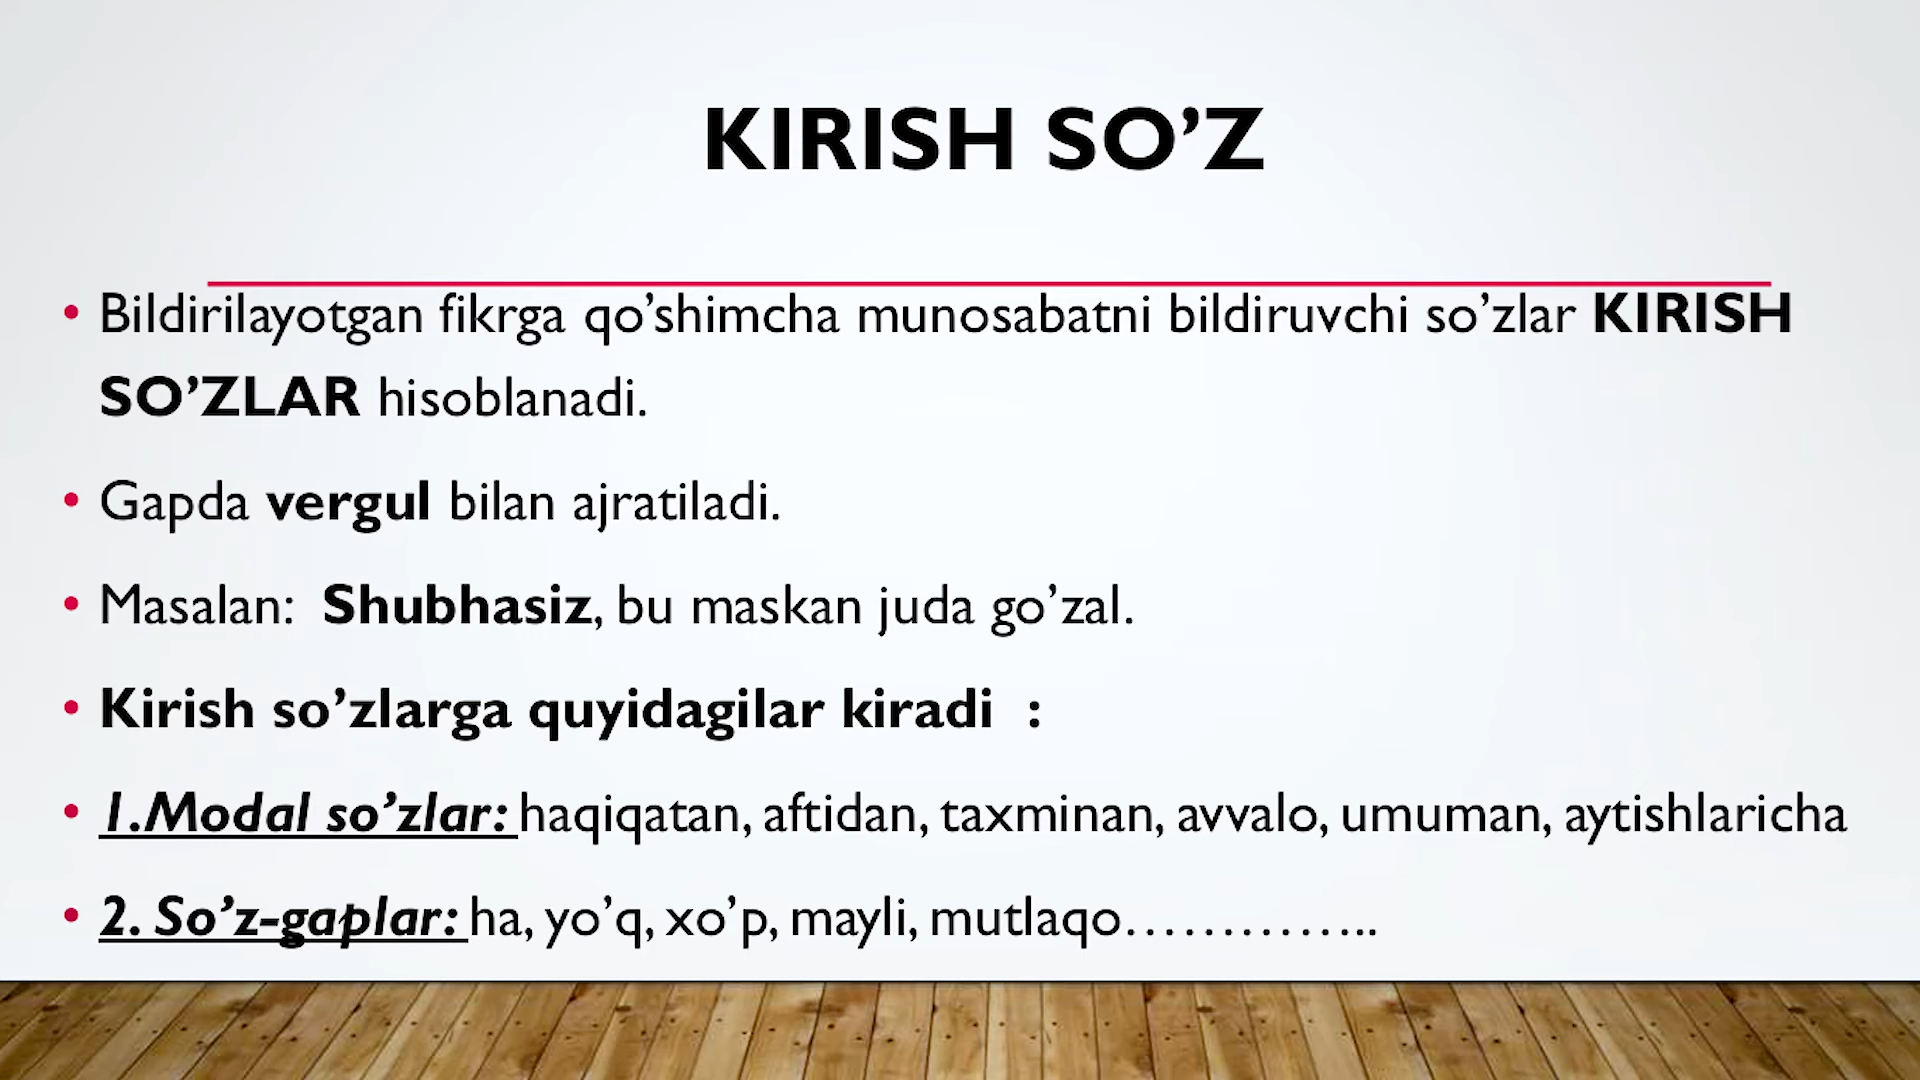 KIRISH SO’Z
• Bildirilayotgan fikrga qo’shimcha munosabatni bildiruvchi so’zlar KIRISH
SO’ZLAR hisoblanadi.
• Gapda vergul bilan ajratiladi.
• Masalan:  Shubhasiz, bu maskan juda go’zal.
• Kirish so’zlarga quyidagilar kiradi  :
• 1.Modal so’zlar: haqiqatan, aftidan, taxminan, avvalo, umuman, aytishlaricha
• 2. So’z-gaplar: ha, yo’q, xo’p, mayli, mutlaqo…………..